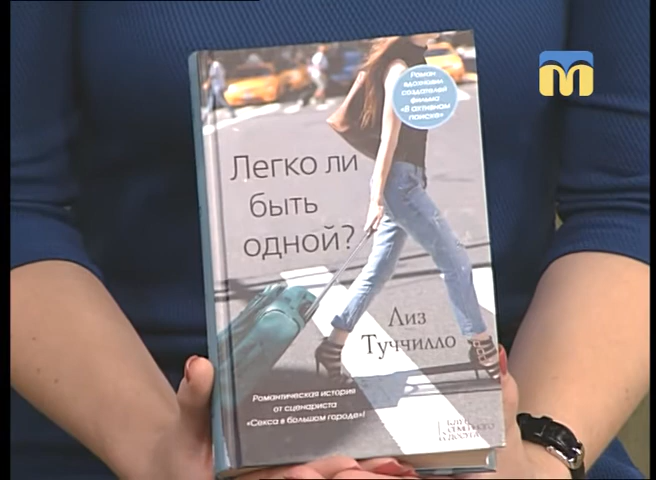 Роман
вдохновил
создателей
фильма
«В активном
поиске»
Легко ли
быть
одной?
Лиз
Туччилло
Романтическая история
от сценариста
«Секса в большом городе»!